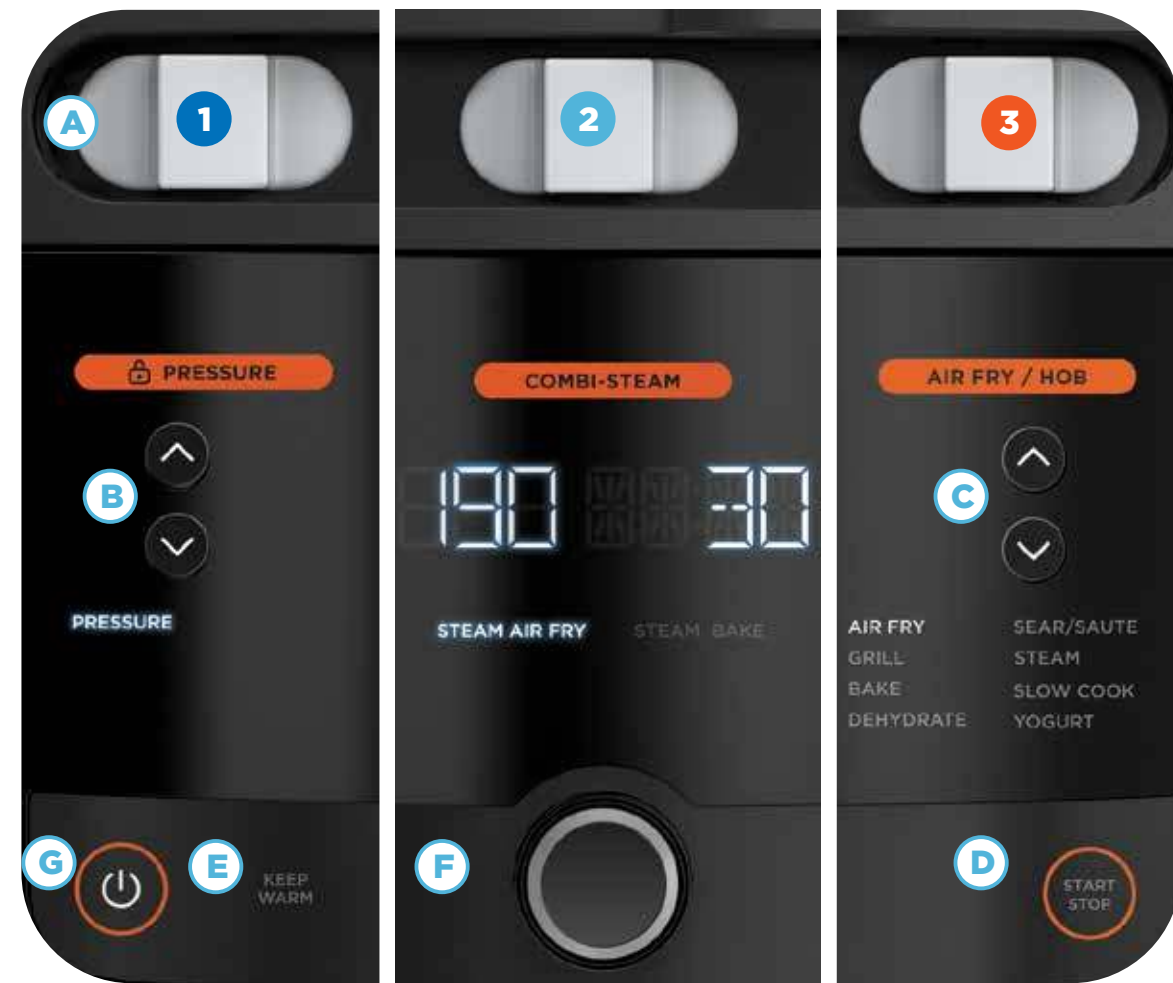 A
1
2
3
PRESSURE
COMBI-STEAM
AIR FRY / HOB
B
190
30
C
PRESSURE
STEAM AIR FRY
STEAM BAKE
AIR FRY
SEAR/SAUTE
GRILL
STEAM
BAKE
SLOW COOK
DEHYDRATE
YOGURT
G
E
KEEP
WARM
F
D
START
STOP